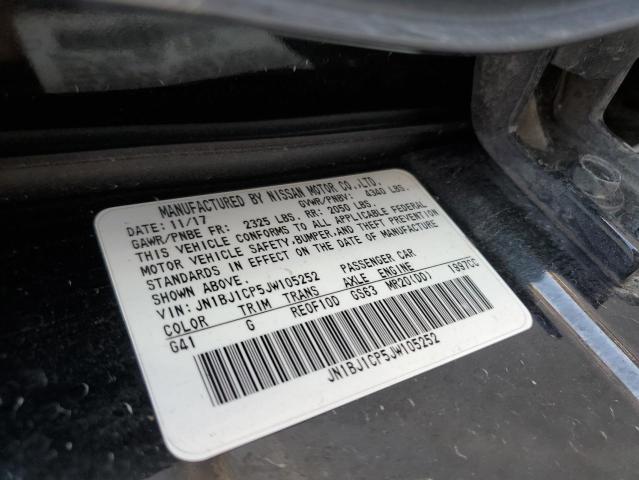 MANUFACTURED BY NISSAN MOTOR CO.,LTD.
DATE: 11/17 GVWR/PNBV: 4360 LBS.
GAWR/PNBE FR: 2325 LBS. RR: 2050 LBS.
THIS VEHICLE CONFORMS TO ALL APPLICABLE FEDERAL
MOTOR VEHICLE SAFETY,BUMPER,AND THEFT PREVENTION
STANDARDS IN EFFECT ON THE DATE OF MANUFACTURE
SHOWN ABOVE.
VIN: JN1BJ1CP5JW105252 PASSENGER CAR
COLOR TRIM TRANS AXLE ENGINE
G41 G RE0F10D GS63 MR20(DD) 1997CC
JN1BJ1CP5JW105252